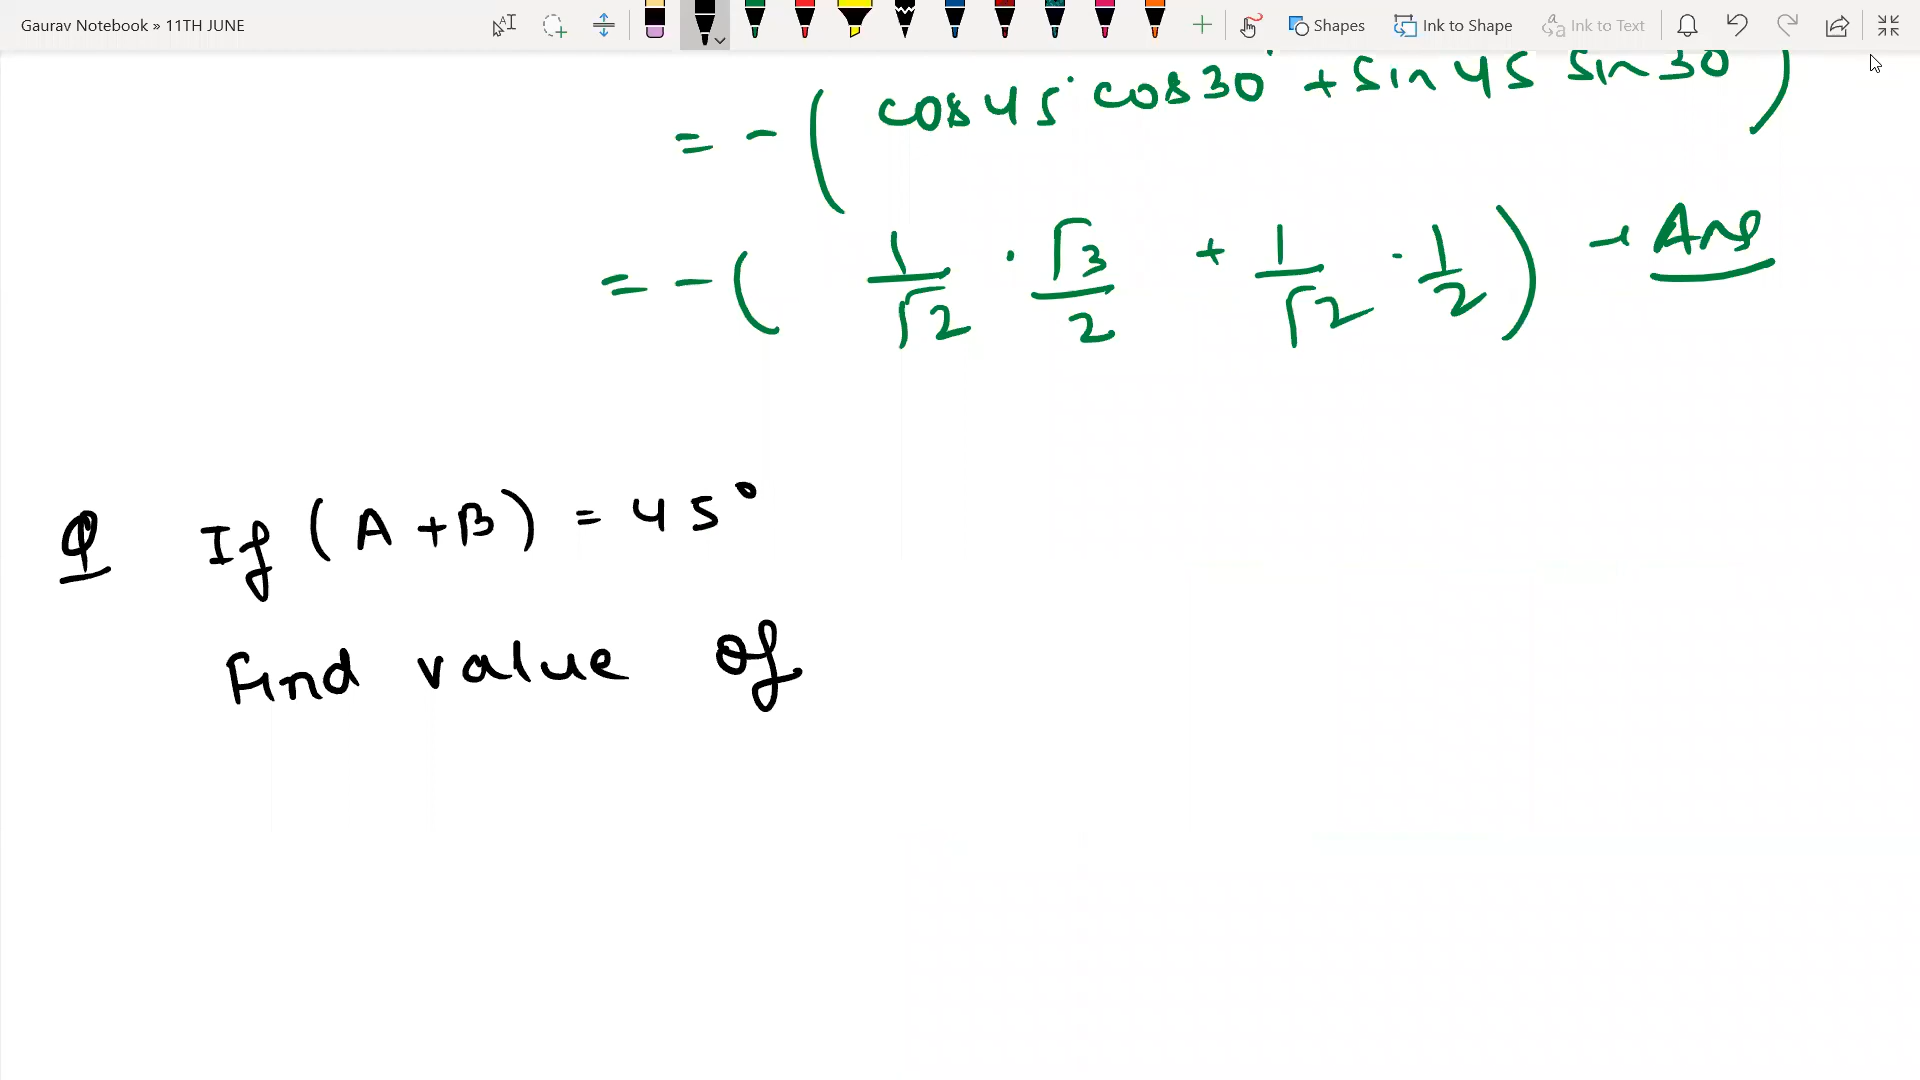 Gaurav Notebook » 11TH JUNE Shapes Ink to Shape Ink to Text
= - ( cos 45° cos 30° + sin 45 sin 30 )
= - ( 1/√2 · √3/2 + 1/√2 · 1/2 ) → Ans
Q If (A + B) = 45°
Find value of